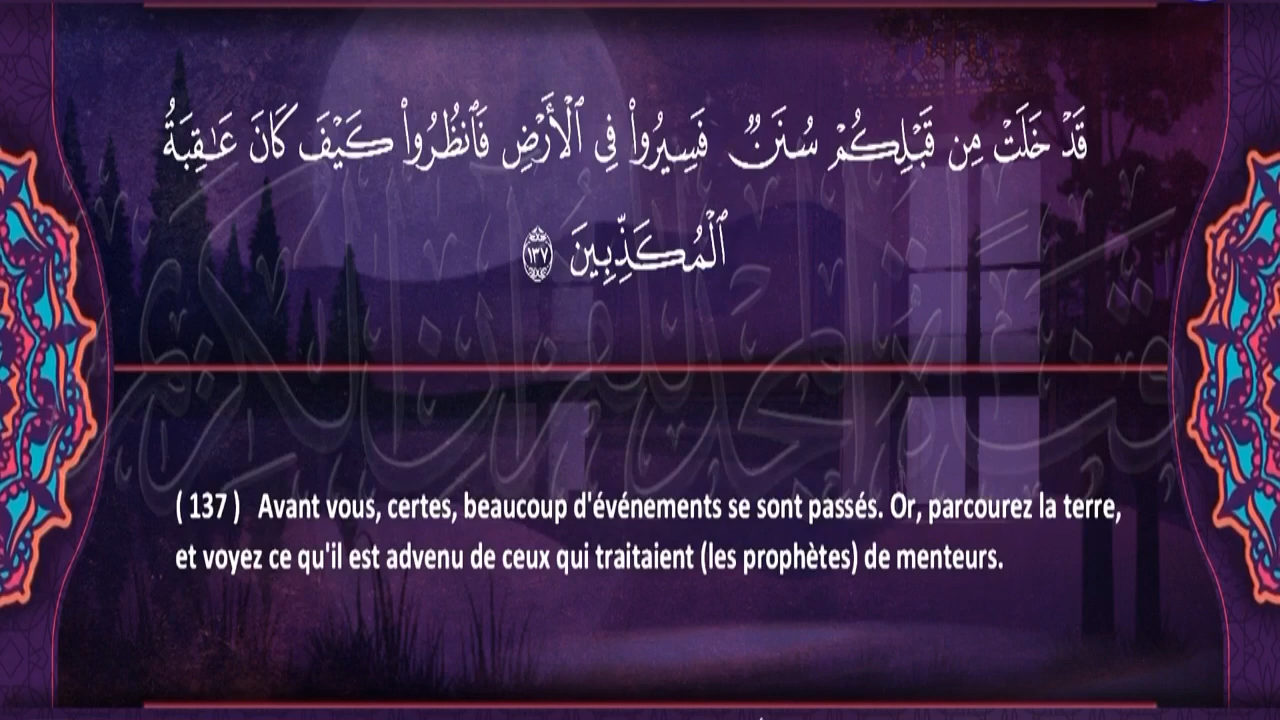 قَدْ خَلَتْ مِن قَبْلِكُمْ سُنَنٌ فَسِيرُوا۟ فِى ٱلْأَرْضِ فَٱنظُرُوا۟ كَيْفَ كَانَ عَـٰقِبَةُ
ٱلْمُكَذِّبِينَ ١٣٧
( 137 ) Avant vous, certes, beaucoup d'événements se sont passés. Or, parcourez la terre,
et voyez ce qu'il est advenu de ceux qui traitaient (les prophètes) de menteurs.